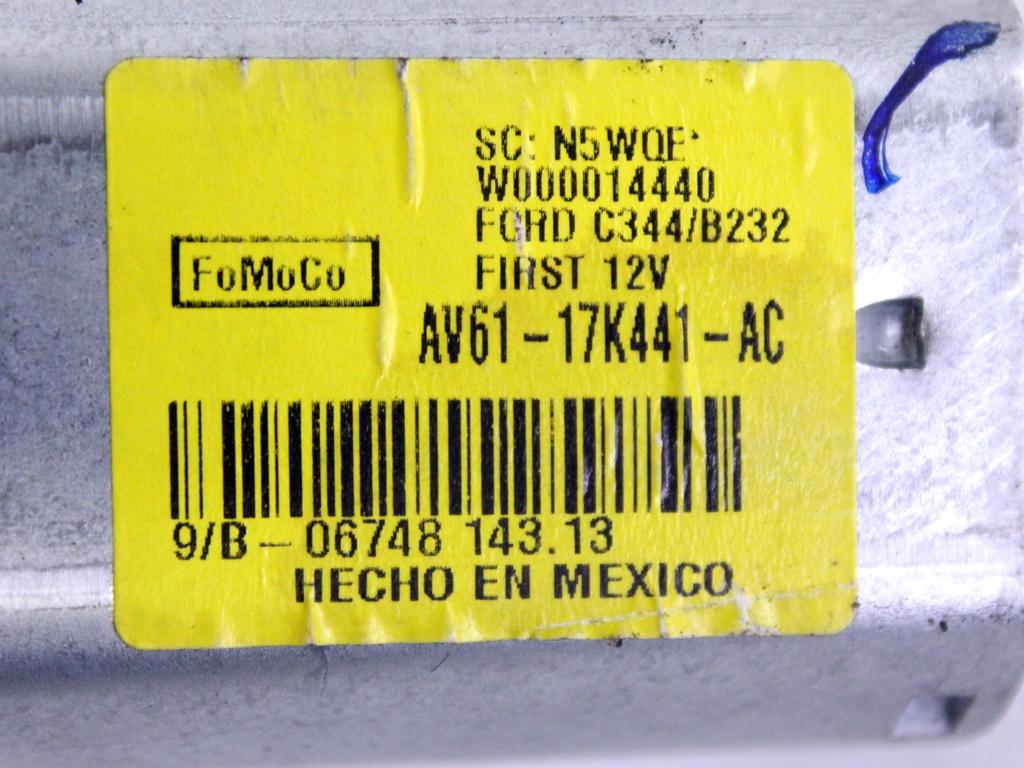 SC: N5WQE*
W000014440
FORD C344/B232
FoMoCo
FIRST 12V
AV61-17K441-AC
9/B-06748 143.13
HECHO EN MEXICO